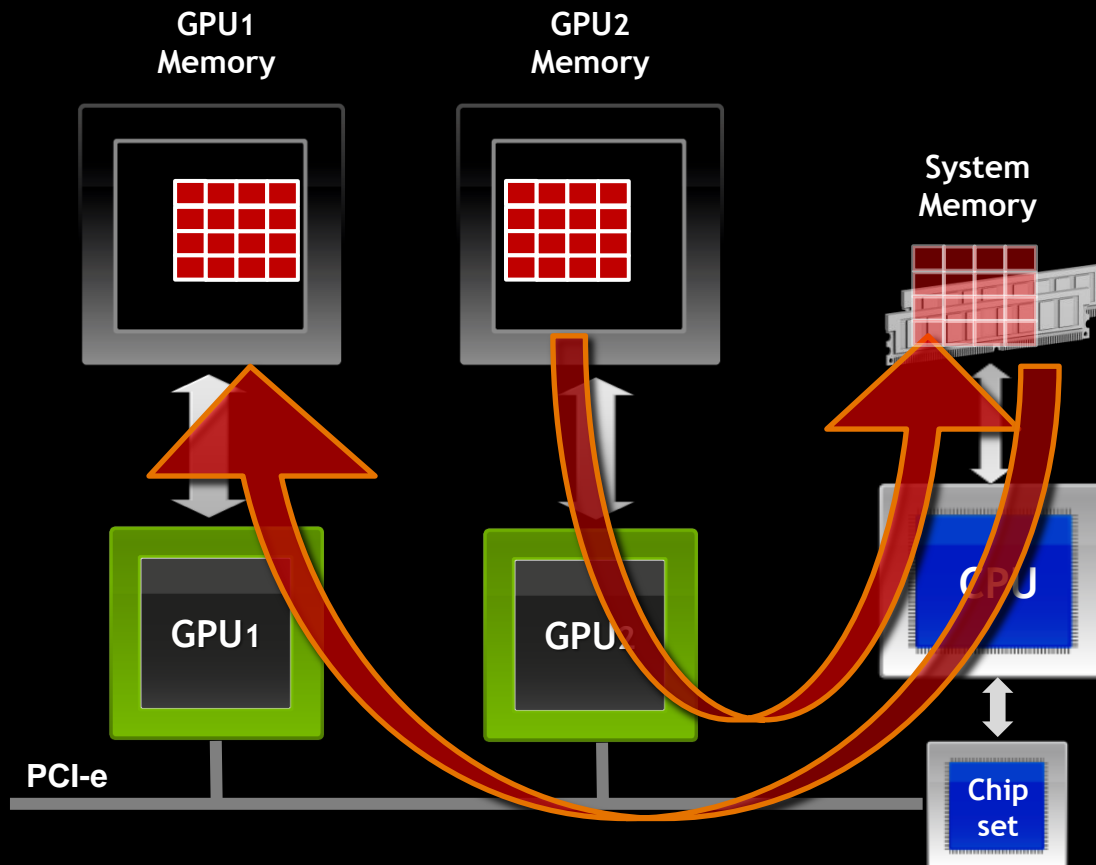 GPU1
Memory
GPU2
Memory
System
Memory
GPU1
GPU2
CPU
PCI-e
Chip
set